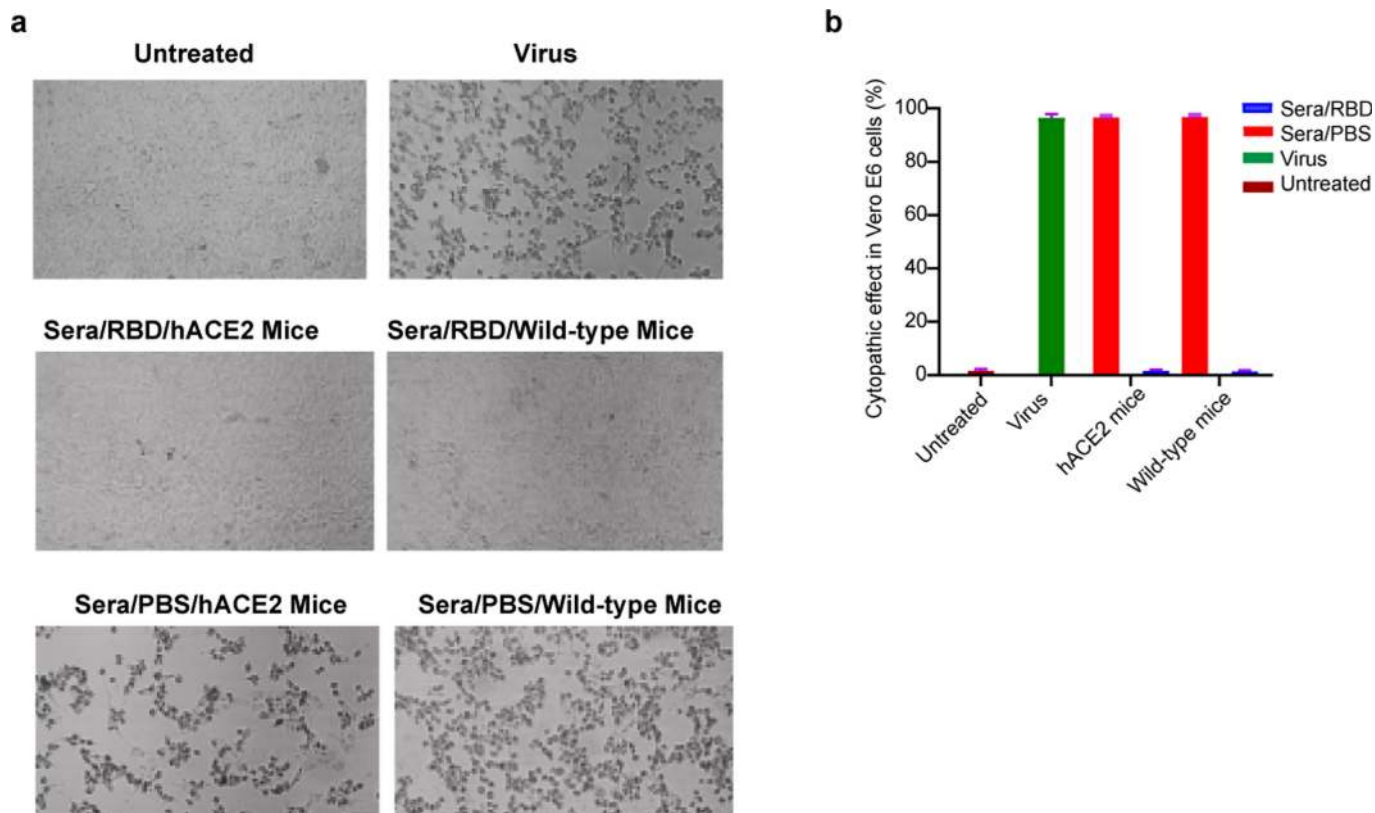 a
Untreated
Virus
Sera/RBD/hACE2 Mice
Sera/RBD/Wild-type Mice
Sera/PBS/hACE2 Mice
Sera/PBS/Wild-type Mice
b
Cytopathic effect in Vero E6 cells (%)
100
80
60
40
20
0
Untreated
Virus
hACE2 mice
Wild-type mice
Sera/RBD
Sera/PBS
Virus
Untreated